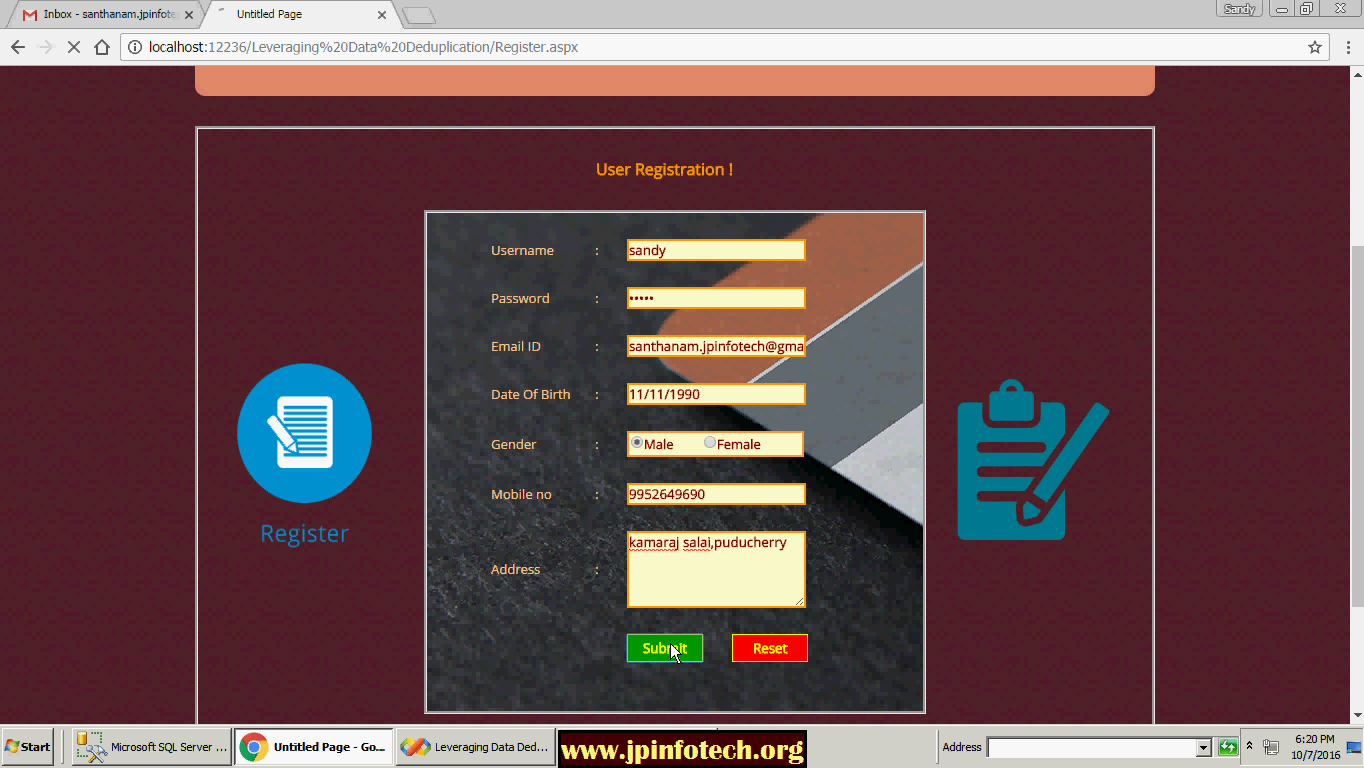 Inbox - santhanam.jpinfote
Untitled Page
Sandy
localhost:12236/Leveraging%20Data%20Deduplication/Register.aspx
User Registration !
Username : sandy
Password : •••••
Email ID : santhanam.jpinfotech@gma
Date Of Birth : 11/11/1990
Gender : Male Female
Mobile no : 9952649690
kamaraj salai,puducherry
Address :
Register
Submit Reset
Start
Microsoft SQL Server ...
Untitled Page - Go...
Leveraging Data Ded...
www.jpinfotech.org
Address
6:20 PM
10/7/2016